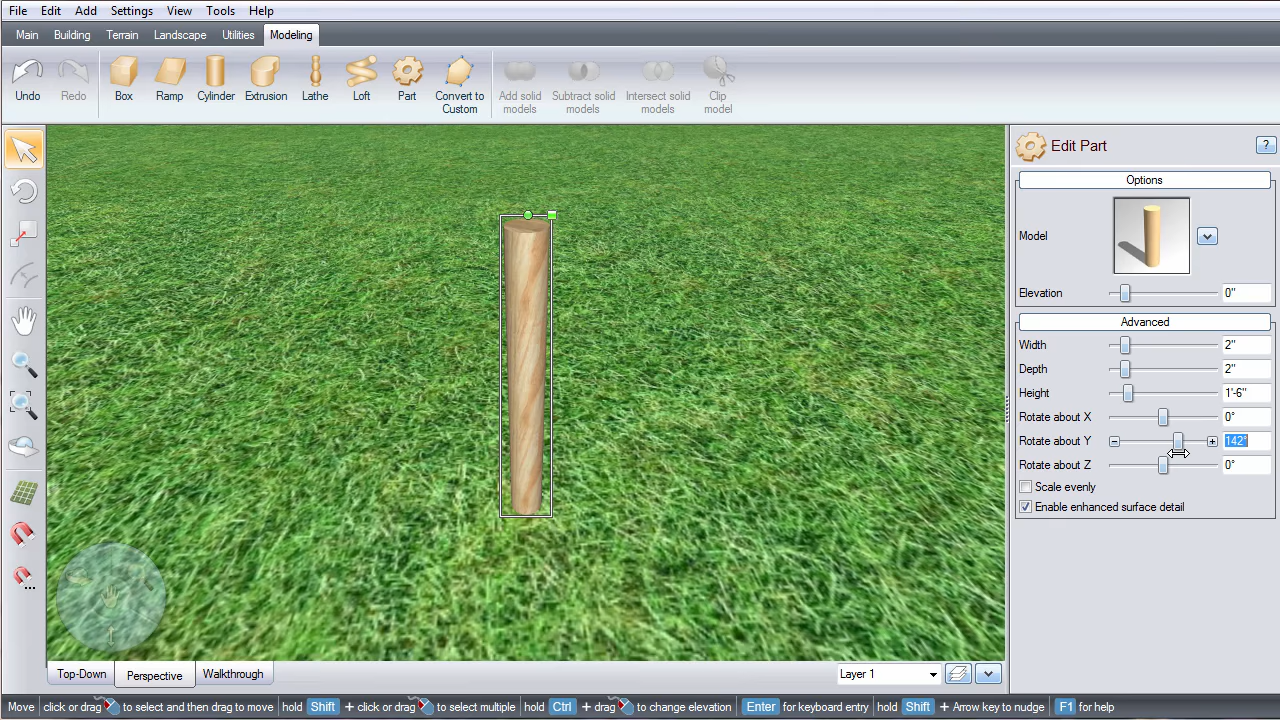 File Edit Add Settings View Tools Help
Main Building Terrain Landscape Utilities Modeling
Undo Redo Box Ramp Cylinder Extrusion Lathe Loft Part Convert to Custom Add solid models Subtract solid models Intersect solid models Clip model
Edit Part ?
Options
Model
Elevation 0"
Advanced
Width 2"
Depth 2"
Height 1'-6"
Rotate about X 0°
Rotate about Y 142°
Rotate about Z 0°
Scale evenly
Enable enhanced surface detail
Top-Down Perspective Walkthrough Layer 1
Move click or drag to select and then drag to move hold Shift + click or drag to select multiple hold Ctrl + drag to change elevation Enter for keyboard entry hold Shift + Arrow key to nudge F1 for help